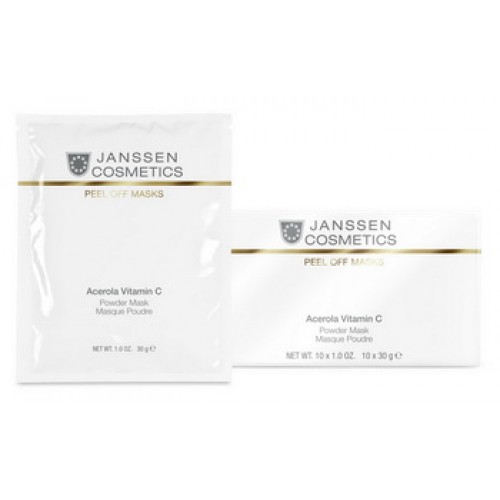 JANSSEN
COSMETICS
PEEL OFF MASKS
Acerola Vitamin C
Powder Mask
Masque Poudre
NET WT. 1.0 OZ. 30 g ℮
JANSSEN
COSMETICS
PEEL OFF MASKS
Acerola Vitamin C
Powder Mask
Masque Poudre
NET WT. 10 x 1.0 OZ. 10 x 30 g ℮